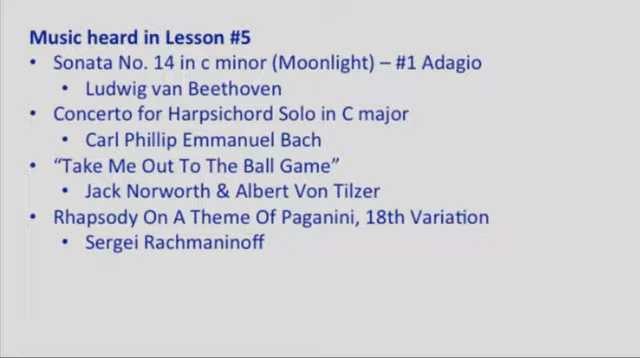 Music heard in Lesson #5
• Sonata No. 14 in c minor (Moonlight) – #1 Adagio
• Ludwig van Beethoven
• Concerto for Harpsichord Solo in C major
• Carl Phillip Emmanuel Bach
• “Take Me Out To The Ball Game”
• Jack Norworth & Albert Von Tilzer
• Rhapsody On A Theme Of Paganini, 18th Variation
• Sergei Rachmaninoff